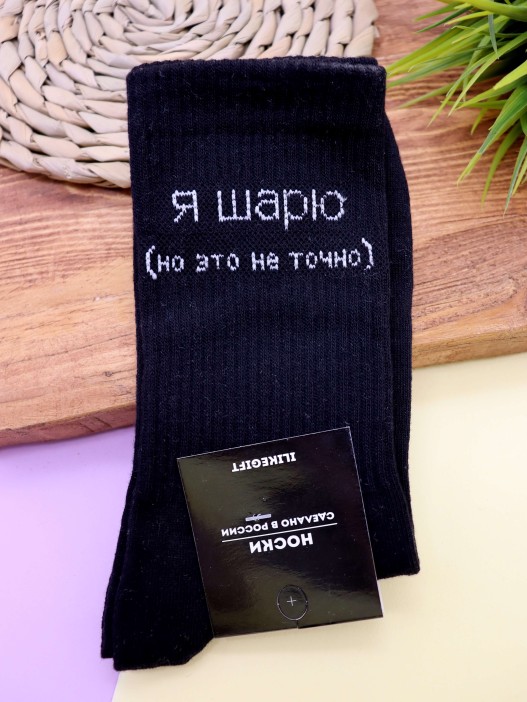 Я шарю
(но это не точно)
НОСКИ
СДЕЛАНО В РОССИИ
ILIKEGIFT